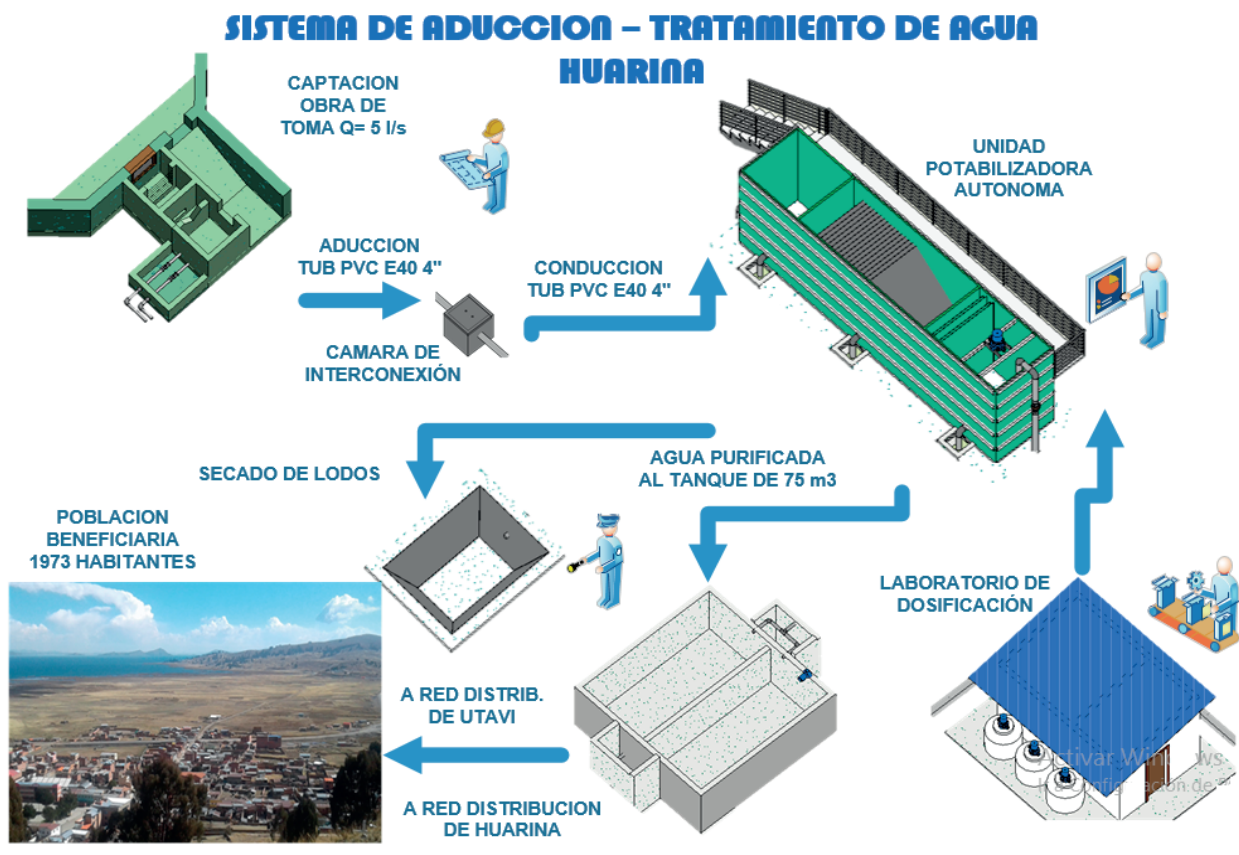 SISTEMA DE ADUCCION – TRATAMIENTO DE AGUA
HUARINA
CAPTACION
OBRA DE
TOMA Q= 5 l/s
UNIDAD
POTABILIZADORA
AUTONOMA
ADUCCION
TUB PVC E40 4"
CONDUCCION
TUB PVC E40 4"
CAMARA DE
INTERCONEXIÓN
SECADO DE LODOS
AGUA PURIFICADA
AL TANQUE DE 75 m3
POBLACION
BENEFICIARIA
1973 HABITANTES
LABORATORIO DE
DOSIFICACIÓN
A RED DISTRIB.
DE UTAVI
A RED DISTRIBUCION
DE HUARINA
Activar